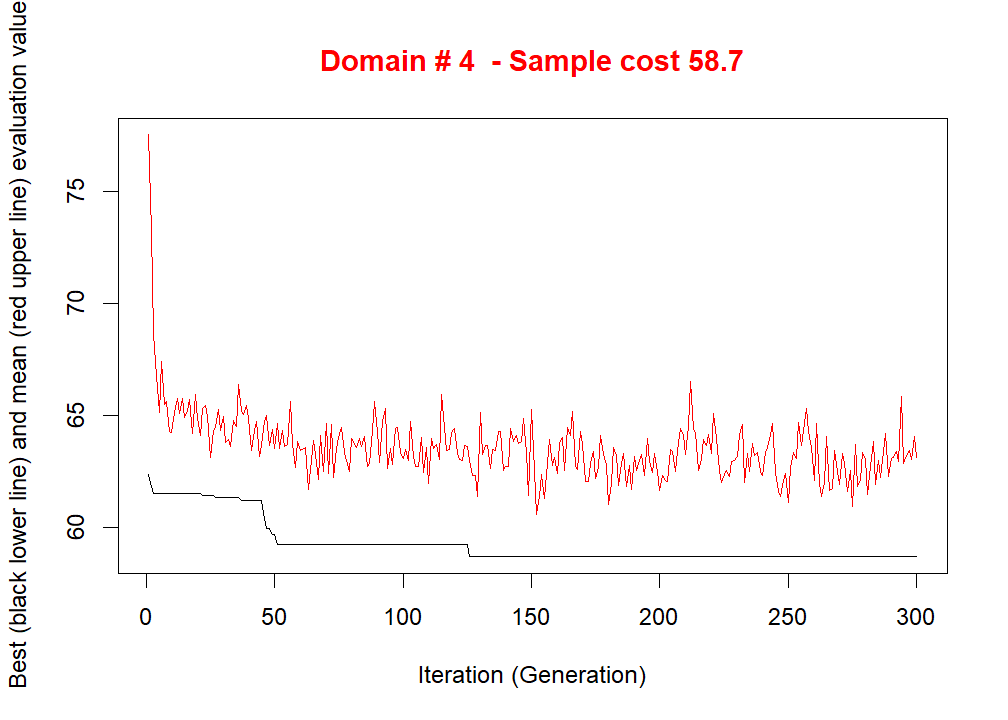 Domain # 4  - Sample cost 58.7
Best (black lower line) and mean (red upper line) evaluation value
75
70
65
60
0 50 100 150 200 250 300
Iteration (Generation)